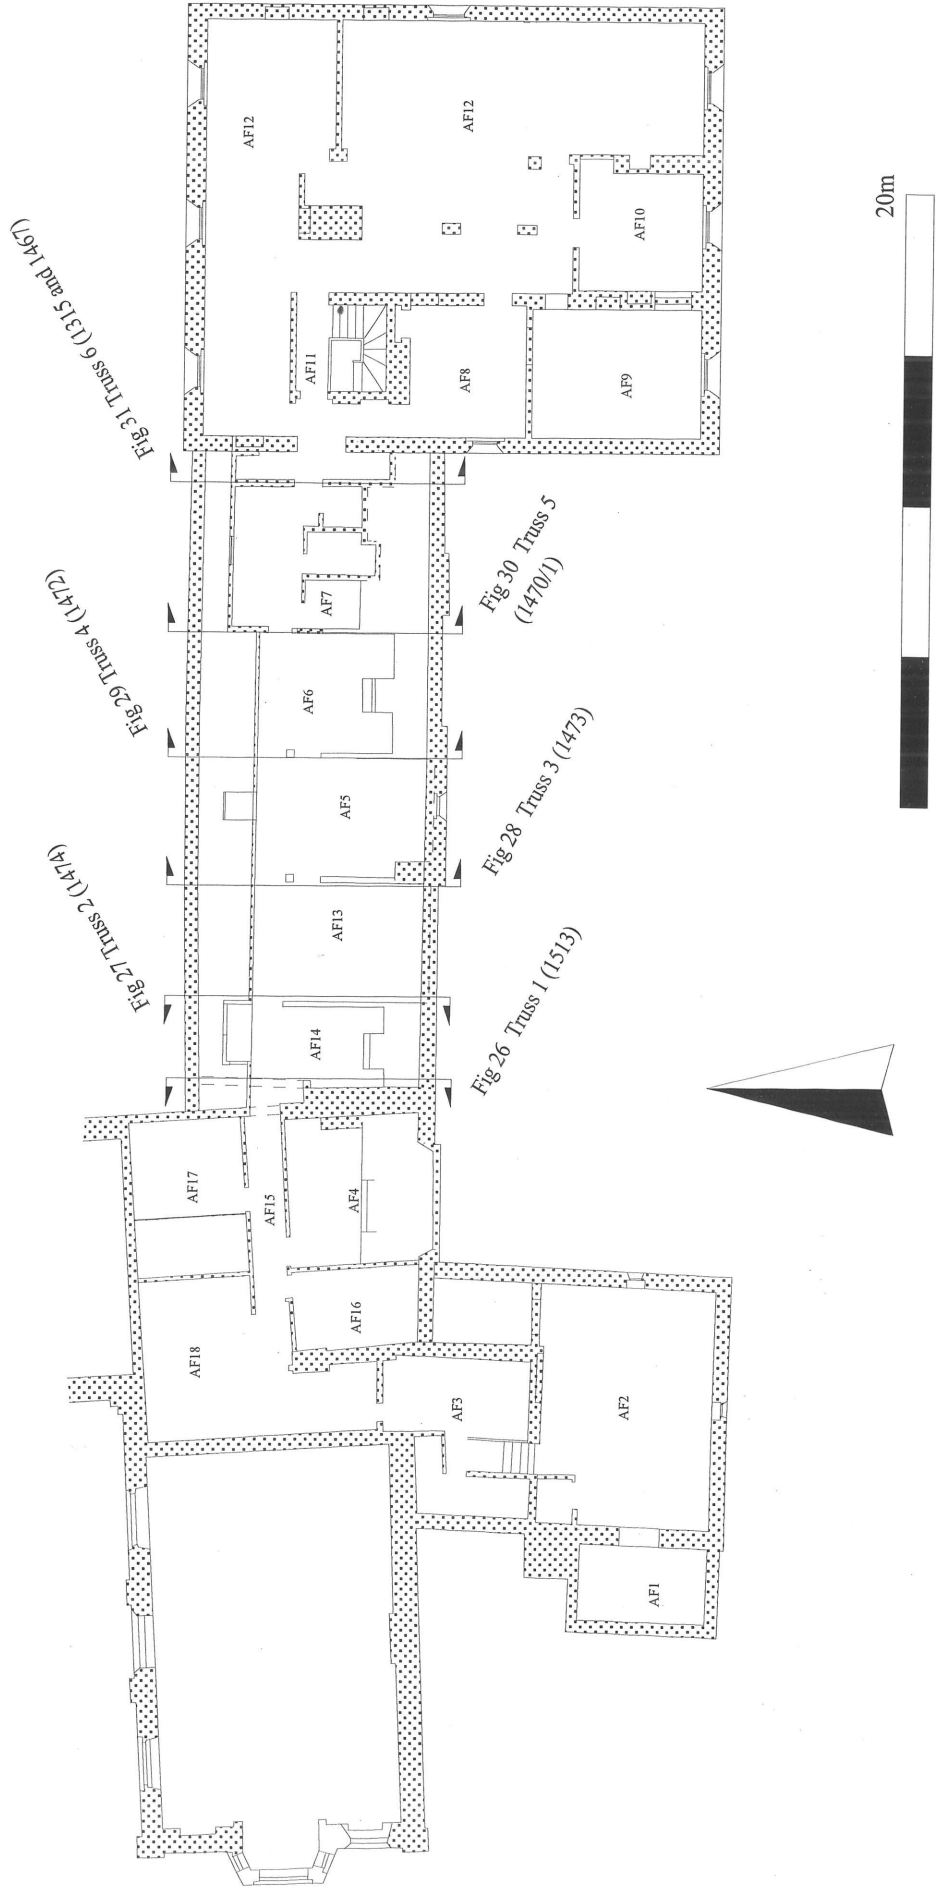 AF12
AF12
AF10
20m
Fig 31 Truss 6 (1315 and 1467)
AF11
AF8
AF9
Fig 30 Truss 5
(1470/1)
AF7
Fig 29 Truss 4 (1472)
AF6
AF5
Fig 28 Truss 3 (1473)
AF13
Fig 27 Truss 2 (1474)
AF14
Fig 26 Truss 1 (1513)
AF17
AF15
AF4
AF16
AF18
AF3
AF2
AF1